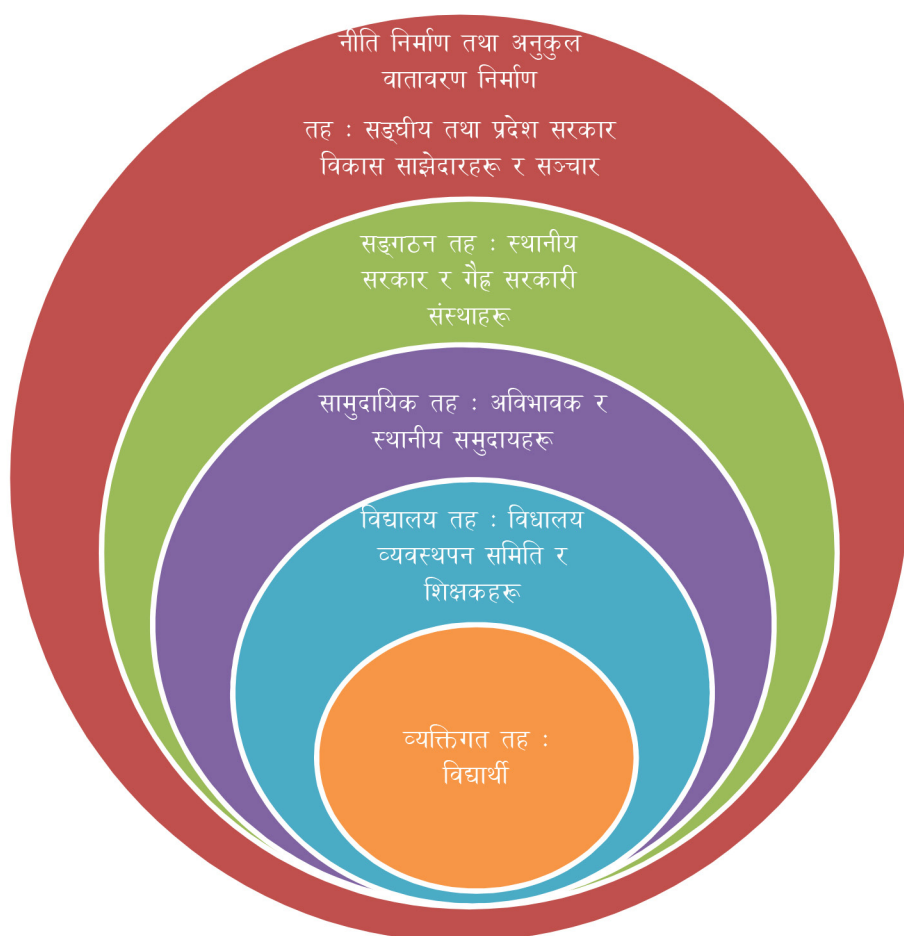 नीति निर्माण तथा अनुकुल
वातावरण निर्माण
तह : सङ्घीय तथा प्रदेश सरकार
विकास साझेदारहरू र सञ्चार
सङ्गठन तह : स्थानीय
सरकार र गैह्र सरकारी
संस्थाहरू
सामुदायिक तह : अविभावक र
स्थानीय समुदायहरू
विद्यालय तह : विधालय
व्यवस्थपन समिति र
शिक्षकहरू
व्यक्तिगत तह :
विद्यार्थी